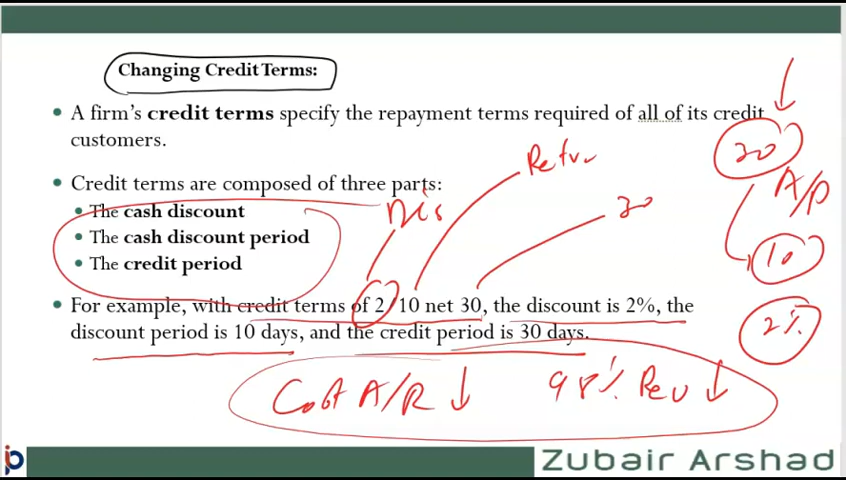 Changing Credit Terms:
• A firm's credit terms specify the repayment terms required of all of its credit
customers.
• Credit terms are composed of three parts:
• The cash discount
• The cash discount period
• The credit period
• For example, with credit terms of 2/10 net 30, the discount is 2%, the
discount period is 10 days, and the credit period is 30 days.
Dis
30
A/P
10
2%
Cost A/R ↓
98% Rev ↓
Zubair Arshad